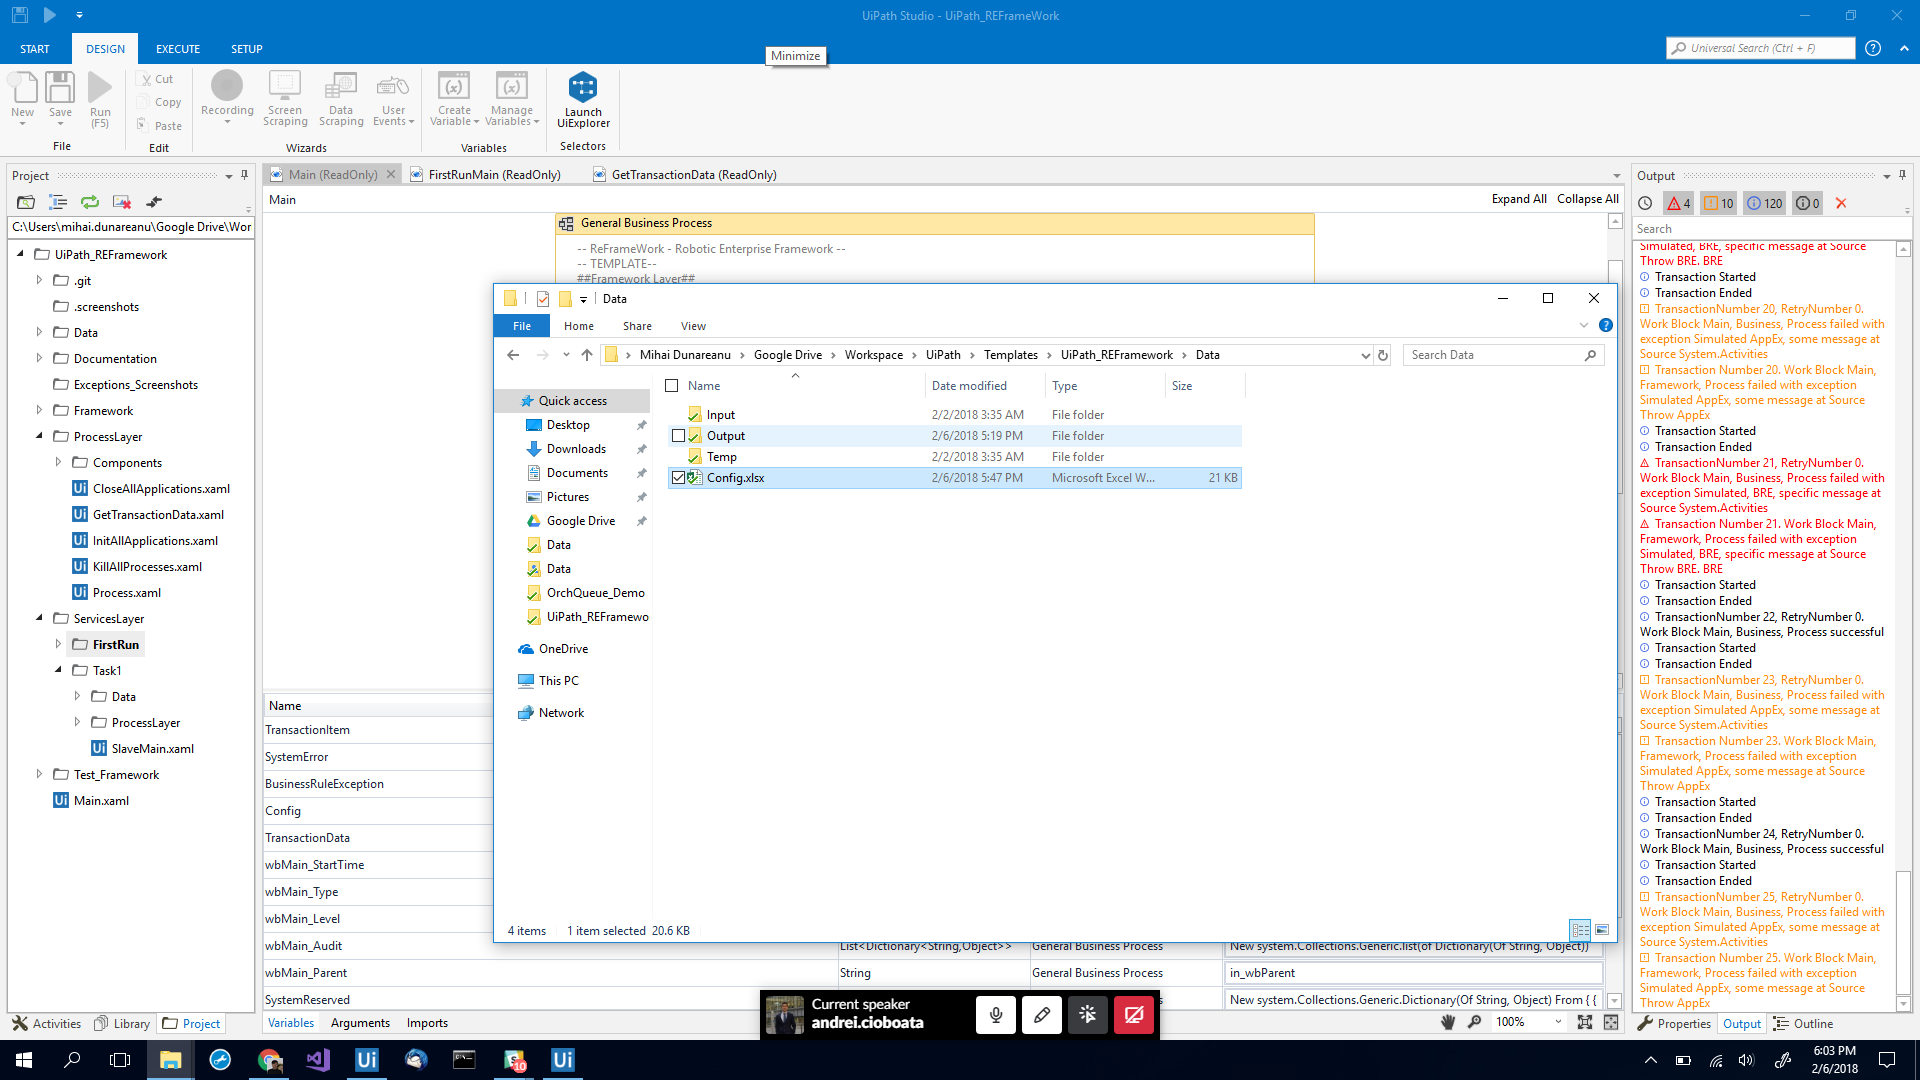 UiPath Studio - UiPath_REFrameWork
START
DESIGN
EXECUTE
SETUP
Minimize
Universal Search (Ctrl + F)
New
Save
Run
(F5)
File
Cut
Copy
Paste
Edit
Recording
Screen
Scraping
Data
Scraping
User
Events
Wizards
Create
Variable
Manage
Variables
Variables
Launch
UiExplorer
Selectors
Project
C:\Users\mihai.dunareanu\Google Drive\Wor
UiPath_REFramework
.git
.screenshots
Data
Documentation
Exceptions_Screenshots
Framework
ProcessLayer
Components
CloseAllApplications.xaml
GetTransactionData.xaml
InitAllApplications.xaml
KillAllProcesses.xaml
Process.xaml
ServicesLayer
FirstRun
Task1
Data
ProcessLayer
SlaveMain.xaml
Test_Framework
Main.xaml
Activities
Library
Project
Main (ReadOnly)
FirstRunMain (ReadOnly)
GetTransactionData (ReadOnly)
Main
Expand All
Collapse All
General Business Process
-- ReFrameWork - Robotic Enterprise Framework --
-- TEMPLATE--
##Framework Layer##
Data
File
Home
Share
View
Mihai Dunareanu
Google Drive
Workspace
UiPath
Templates
UiPath_REFramework
Data
Search Data
Quick access
Desktop
Downloads
Documents
Pictures
Google Drive
Data
Data
OrchQueue_Demo
UiPath_REFramewo
OneDrive
This PC
Network
Name Date modified Type Size
Input 2/2/2018 3:35 AM File folder
Output 2/6/2018 5:19 PM File folder
Temp 2/2/2018 3:35 AM File folder
Config.xlsx 2/6/2018 5:47 PM Microsoft Excel W... 21 KB
4 items 1 item selected 20.6 KB
Name
TransactionItem
SystemError
BusinessRuleException
Config
TransactionData
wbMain_StartTime
wbMain_Type
wbMain_Level
wbMain_Audit List<Dictionary<String,Object>> General Business Process New system.Collections.Generic.list(of Dictionary(Of String, Object))
wbMain_Parent String General Business Process in_wbParent
SystemReserved New system.Collections.Generic.Dictionary(Of String, Object) From { {
Variables
Arguments
Imports
100%
Current speaker
andrei.cioboata
Output
4
10
120
0
Search
Simulated, BRE, specific message at Source
Throw BRE. BRE
Transaction Started
Transaction Ended
TransactionNumber 20, RetryNumber 0.
Work Block Main, Business, Process failed with
exception Simulated AppEx, some message at
Source System.Activities
Transaction Number 20. Work Block Main,
Framework, Process failed with exception
Simulated AppEx, some message at Source
Throw AppEx
Transaction Started
Transaction Ended
TransactionNumber 21, RetryNumber 0.
Work Block Main, Business, Process failed with
exception Simulated, BRE, specific message at
Source System.Activities
Transaction Number 21. Work Block Main,
Framework, Process failed with exception
Simulated, BRE, specific message at Source
Throw BRE. BRE
Transaction Started
Transaction Ended
TransactionNumber 22, RetryNumber 0.
Work Block Main, Business, Process successful
Transaction Started
Transaction Ended
TransactionNumber 23, RetryNumber 0.
Work Block Main, Business, Process failed with
exception Simulated AppEx, some message at
Source System.Activities
Transaction Number 23. Work Block Main,
Framework, Process failed with exception
Simulated AppEx, some message at Source
Throw AppEx
Transaction Started
Transaction Ended
TransactionNumber 24, RetryNumber 0.
Work Block Main, Business, Process successful
Transaction Started
Transaction Ended
TransactionNumber 25, RetryNumber 0.
Work Block Main, Business, Process failed with
exception Simulated AppEx, some message at
Source System.Activities
Transaction Number 25. Work Block Main,
Framework, Process failed with exception
Simulated AppEx, some message at Source
Throw AppEx
Properties
Output
Outline
Ui
10
Ui
6:03 PM
2/6/2018